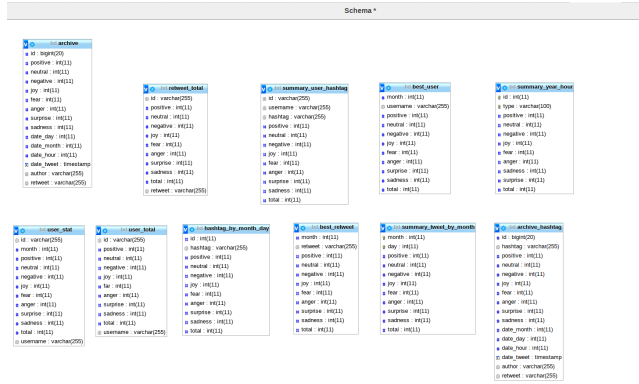 Schema *
archive
id : bigint(20)
positive : int(11)
neutral : int(11)
negative : int(11)
joy : int(11)
fear : int(11)
anger : int(11)
surprise : int(11)
sadness : int(11)
date_day : int(11)
date_month : int(11)
date_hour : int(11)
date_tweet : timestamp
author : varchar(255)
retweet : varchar(255)
retweet_total
id : varchar(255)
positive : int(11)
neutral : int(11)
negative : int(11)
joy : int(11)
fear : int(11)
anger : int(11)
surprise : int(11)
sadness : int(11)
total : int(11)
retweet : varchar(255)
summary_user_hashtag
id : varchar(255)
username : varchar(255)
hashtag : varchar(255)
positive : int(11)
neutral : int(11)
negative : int(11)
joy : int(11)
fear : int(11)
anger : int(11)
surprise : int(11)
sadness : int(11)
total : int(11)
best_user
month : int(11)
username : varchar(255)
positive : int(11)
neutral : int(11)
negative : int(11)
joy : int(11)
fear : int(11)
anger : int(11)
surprise : int(11)
sadness : int(11)
total : int(11)
summary_year_hour
id : int(11)
type : varchar(100)
positive : int(11)
neutral : int(11)
negative : int(11)
joy : int(11)
fear : int(11)
anger : int(11)
sadness : int(11)
surprise : int(11)
total : int(11)
user_stat
id : varchar(255)
month : int(11)
positive : int(11)
neutral : int(11)
negative : int(11)
joy : int(11)
fear : int(11)
anger : int(11)
surprise : int(11)
sadness : int(11)
total : int(11)
username : varchar(255)
user_total
id : varchar(255)
positive : int(11)
neutral : int(11)
negative : int(11)
joy : int(11)
far : int(11)
anger : int(11)
surprise : int(11)
sadness : int(11)
total : int(11)
username : varchar(255)
hashtag_by_month_day
id : int(11)
hashtag : varchar(255)
positive : int(11)
neutral : int(11)
negative : int(11)
joy : int(11)
fear : int(11)
anger : int(11)
surprise : int(11)
sadness : int(11)
total : int(11)
best_retweet
month : int(11)
retweet : varchar(255)
positive : int(11)
neutral : int(11)
negative : int(11)
joy : int(11)
fear : int(11)
anger : int(11)
surprise : int(11)
sadness : int(11)
total : int(11)
summary_tweet_by_month
month : int(11)
day : int(11)
positive : int(11)
neutral : int(11)
negative : int(11)
joy : int(11)
fear : int(11)
anger : int(11)
surprise : int(11)
sadness : int(11)
total : int(11)
archive_hashtag
id : bigint(20)
hashtag : varchar(255)
positive : int(11)
neutral : int(11)
negative : int(11)
joy : int(11)
fear : int(11)
anger : int(11)
surprise : int(11)
sadness : int(11)
date_month : int(11)
date_day : int(11)
date_hour : int(11)
date_tweet : timestamp
author : varchar(255)
retweet : varchar(255)